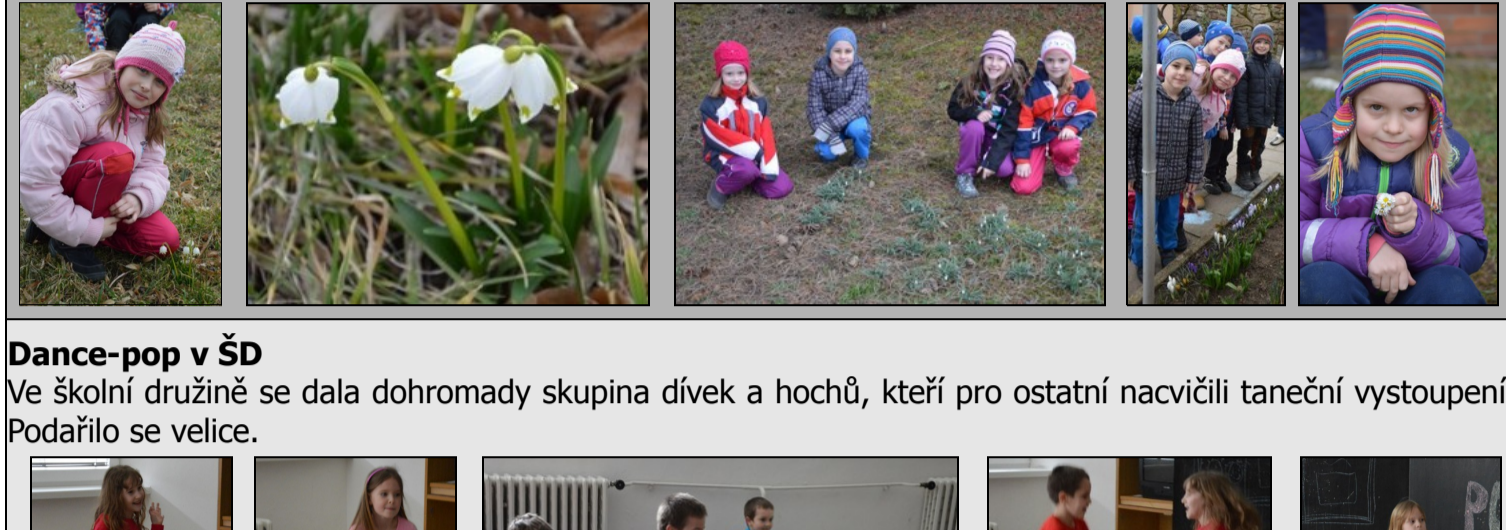 Dance-pop v ŠD
Ve školní družině se dala dohromady skupina dívek a hochů, kteří pro ostatní nacvičili taneční vystoupení
Podařilo se velice.